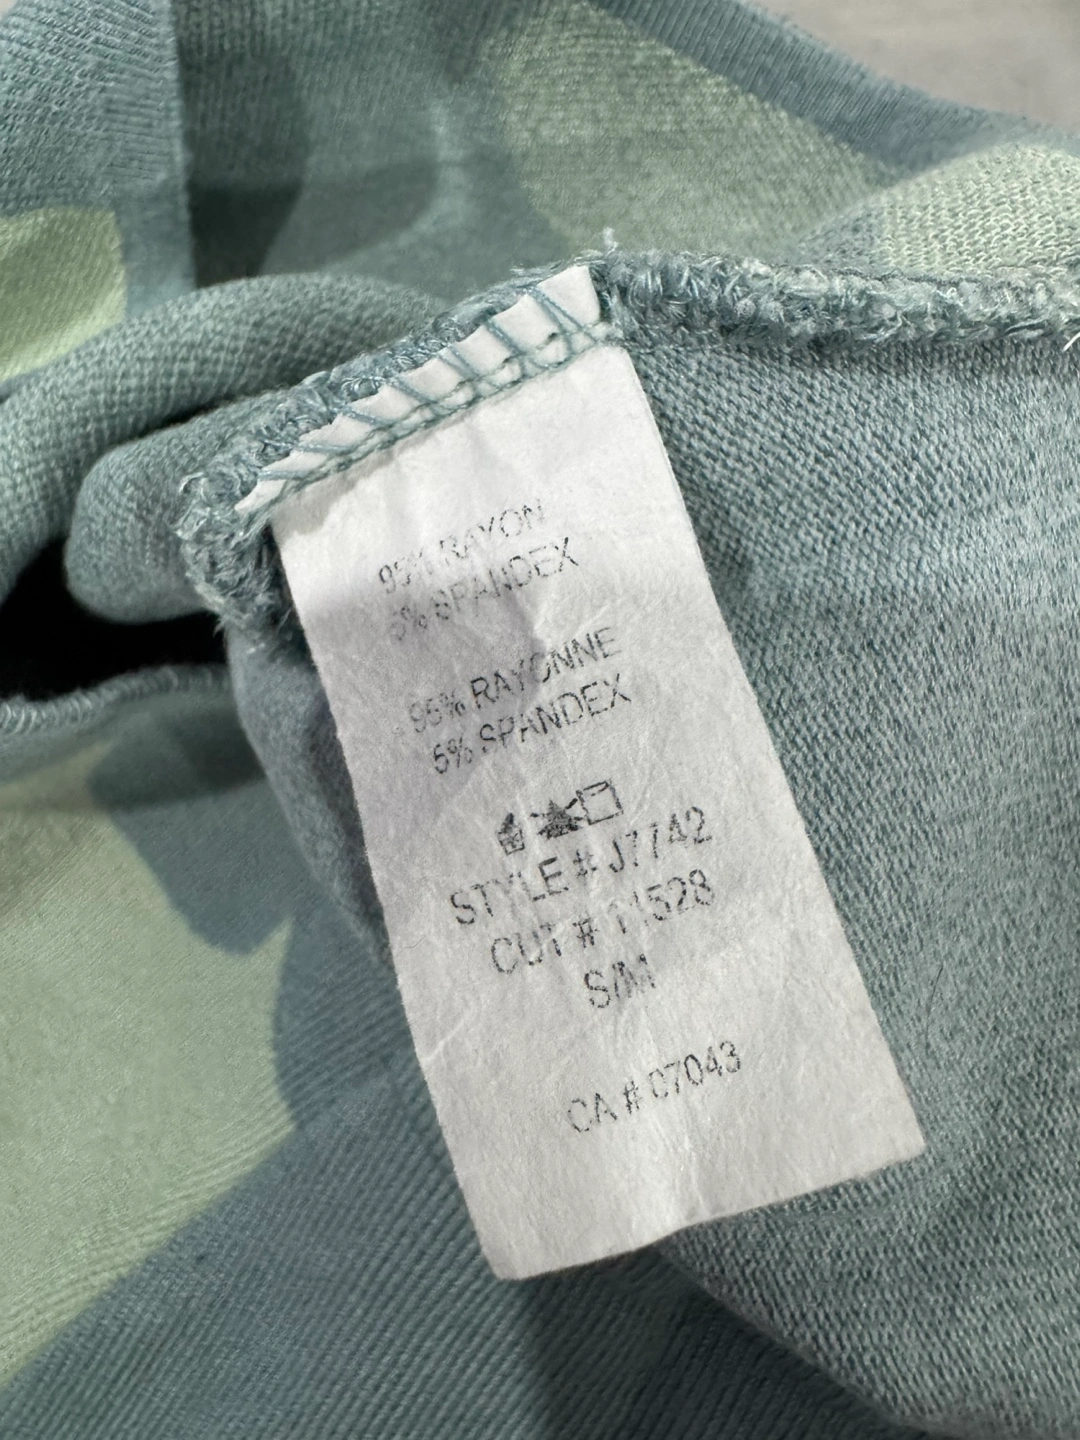 95% RAYON
5% SPANDEX
95% RAYONNE
5% SPANDEX
STYLE # J7742
CUT # 11528
S/M
CA # 07043